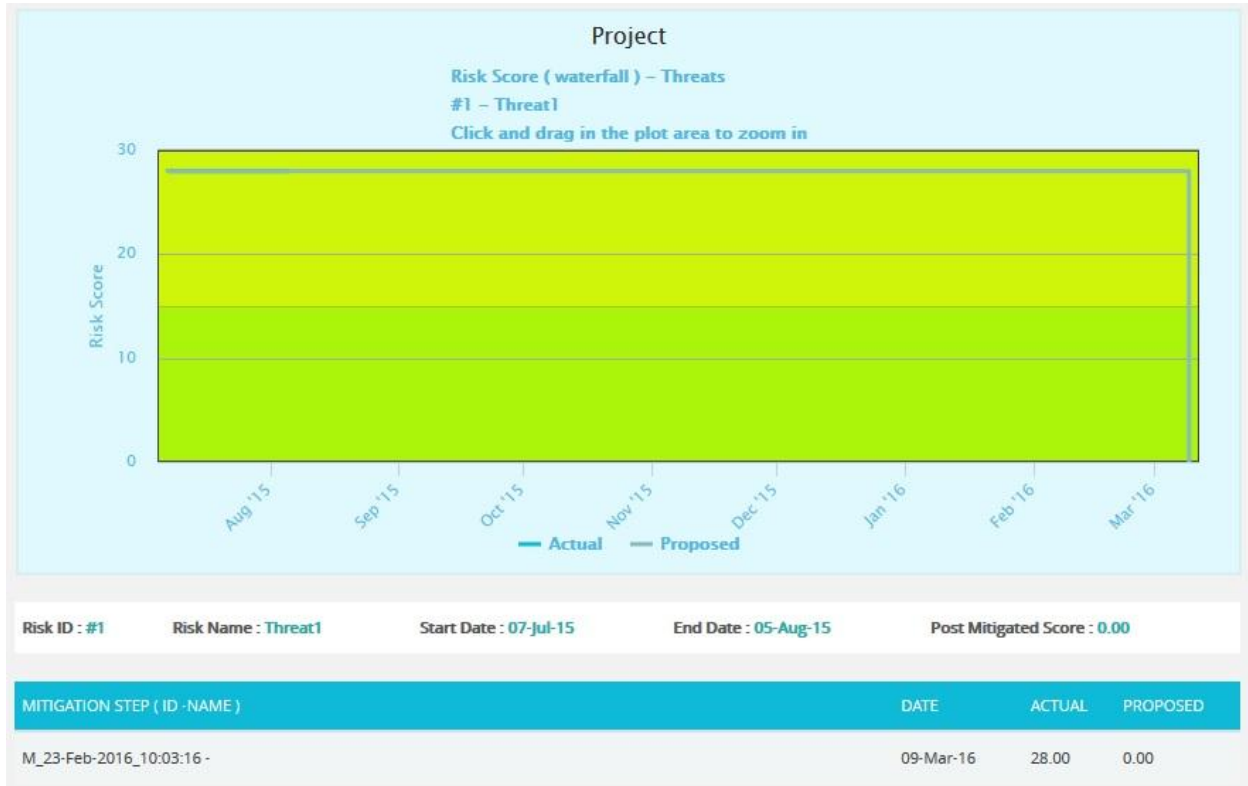 Project
Risk Score ( waterfall ) – Threats
#1 – Threat1
Click and drag in the plot area to zoom in
30
20
10
0
Risk Score
Aug '15 Sep '15 Oct '15 Nov '15 Dec '15 Jan '16 Feb '16 Mar '16
Actual Proposed
Risk ID : #1 Risk Name : Threat1 Start Date : 07-Jul-15 End Date : 05-Aug-15 Post Mitigated Score : 0.00
MITIGATION STEP ( ID -NAME ) DATE ACTUAL PROPOSED
M_23-Feb-2016_10:03:16 - 09-Mar-16 28.00 0.00